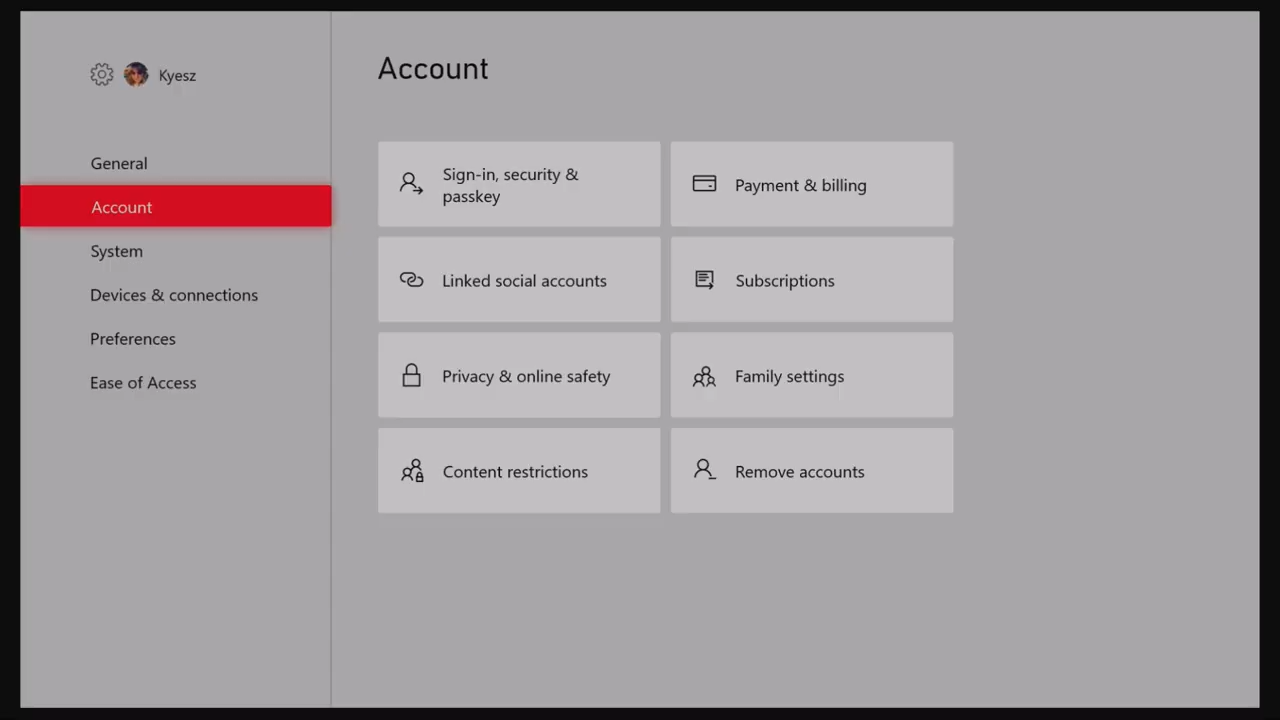 Kyesz
General
Account
System
Devices & connections
Preferences
Ease of Access
Account
Sign-in, security &
passkey
Payment & billing
Linked social accounts
Subscriptions
Privacy & online safety
Family settings
Content restrictions
Remove accounts